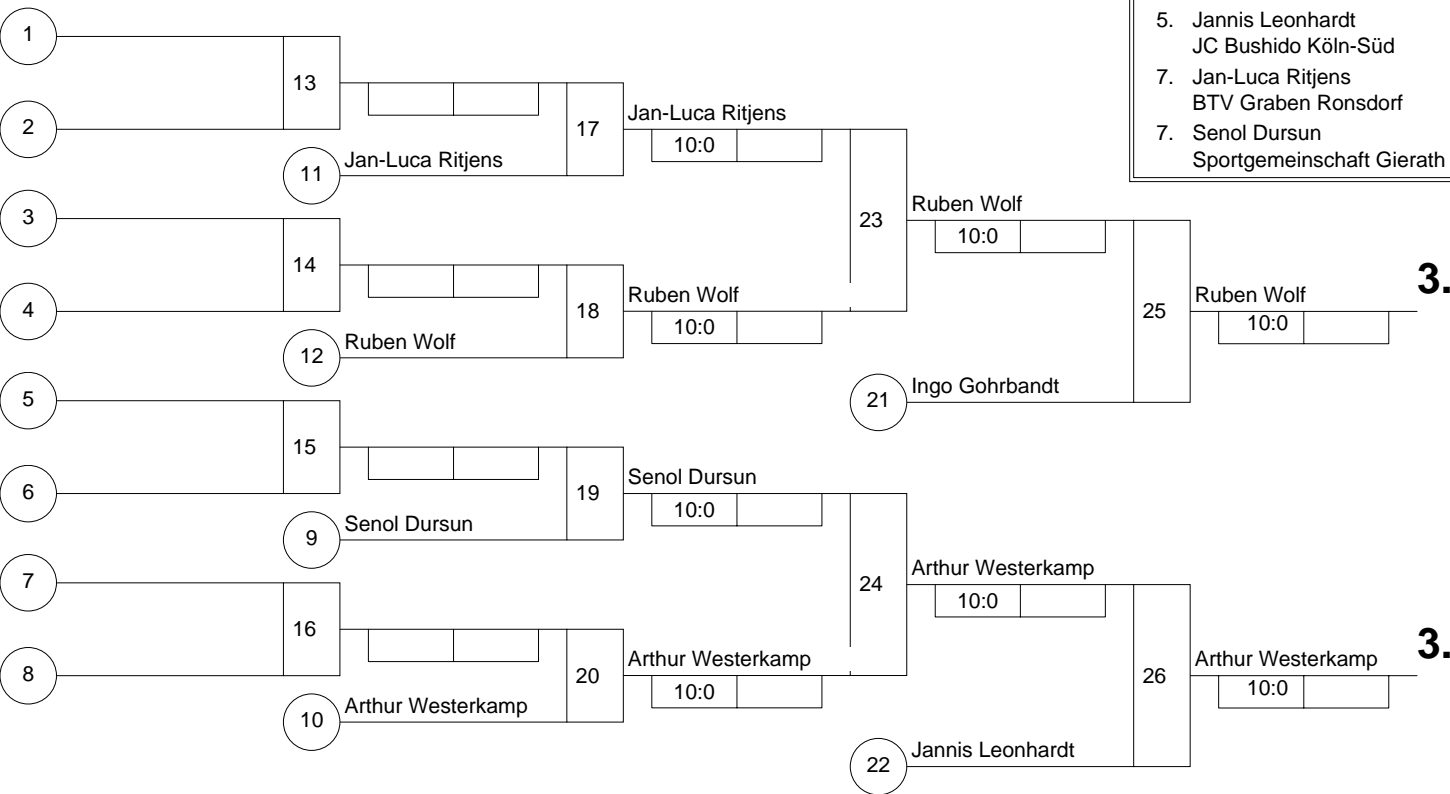 5. Jannis Leonhardt
JC Bushido Köln-Süd
7. Jan-Luca Ritjens
BTV Graben Ronsdorf
7. Senol Dursun
Sportgemeinschaft Gierath
1
13
2
17
Jan-Luca Ritjens
10:0
11
Jan-Luca Ritjens
3
23
Ruben Wolf
10:0
14
4
18
Ruben Wolf
10:0
12
Ruben Wolf
25
Ruben Wolf
10:0
3.
5
21
Ingo Gohrbandt
15
6
19
Senol Dursun
10:0
9
Senol Dursun
7
24
Arthur Westerkamp
10:0
16
8
20
Arthur Westerkamp
10:0
10
Arthur Westerkamp
26
Arthur Westerkamp
10:0
3.
22
Jannis Leonhardt